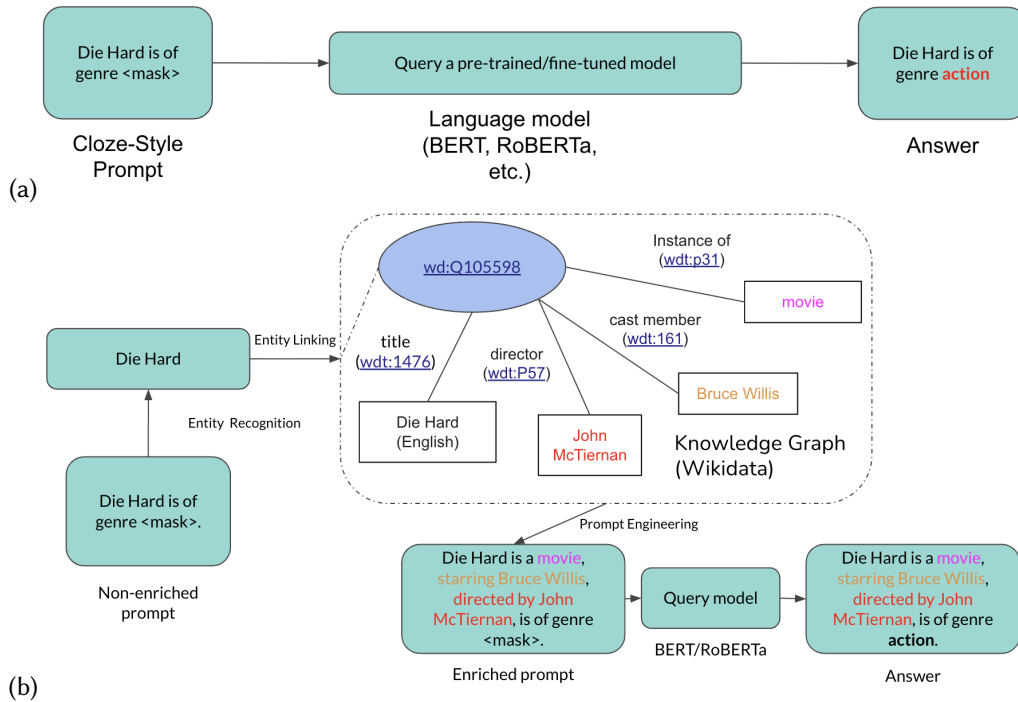 Die Hard is of
genre <mask>
Query a pre-trained/fine-tuned model
Die Hard is of
genre action
Cloze-Style
Prompt
Language model
(BERT, RoBERTa,
etc.)
Answer
(a)
wd:Q105598
Instance of
(wdt:p31)
movie
title
(wdt:1476)
director
(wdt:P57)
cast member
(wdt:161)
Bruce Willis
Die Hard
(English)
John
McTiernan
Knowledge Graph
(Wikidata)
Die Hard
Entity Linking
Entity Recognition
Die Hard is of
genre <mask>.
Non-enriched
prompt
Prompt Engineering
Die Hard is a movie,
starring Bruce Willis,
directed by John
McTiernan, is of genre
<mask>.
Enriched prompt
Query model
BERT/RoBERTa
Die Hard is a movie,
starring Bruce Willis,
directed by John
McTiernan, is of genre
action.
Answer
(b)